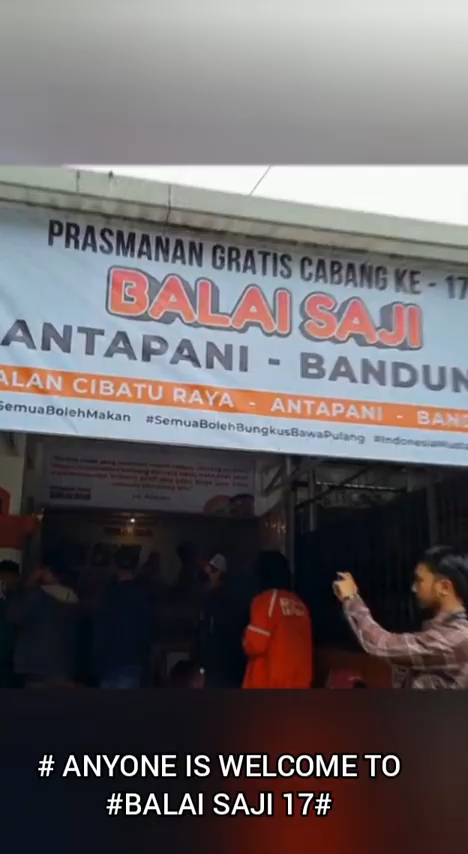 PRASMANAN GRATIS CABANG KE - 17
BALAI SAJI
ANTAPANI - BANDUN
ALAN CIBATU RAYA - ANTAPANI - BAND
SemuaBolehMakan #SemuaBolehBungkusBawaPulang
# ANYONE IS WELCOME TO
#BALAI SAJI 17#